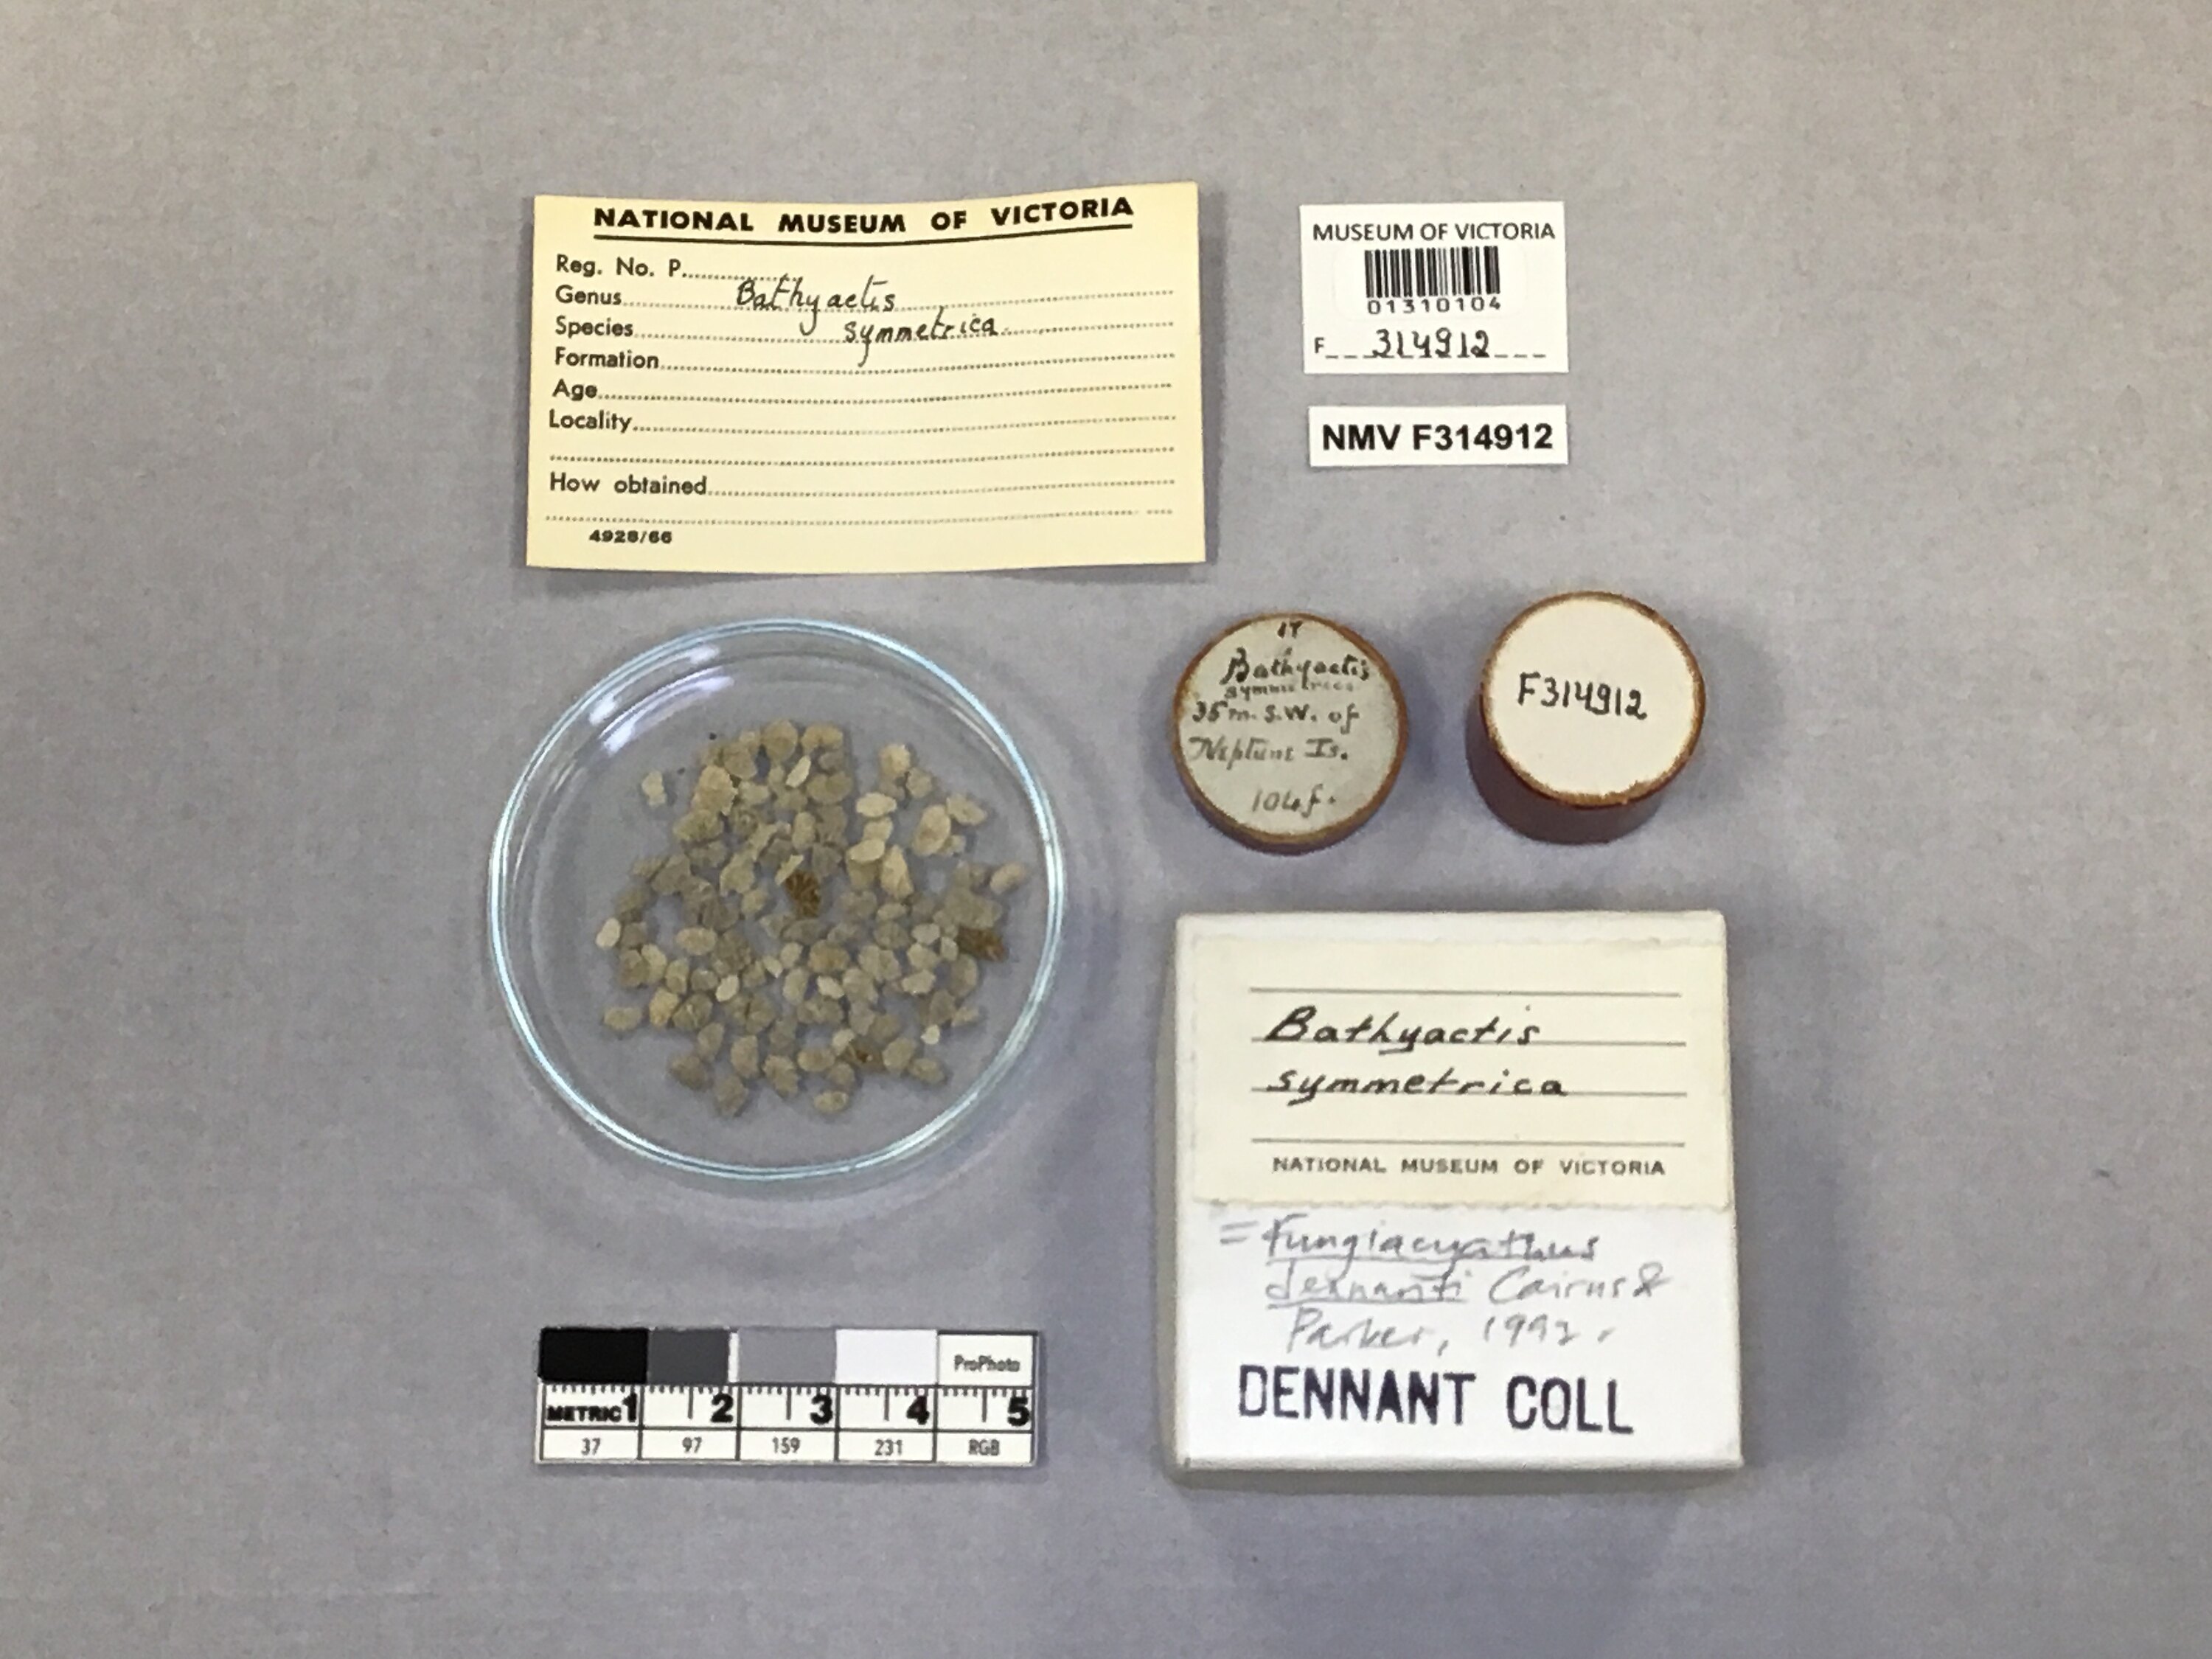 NATIONAL MUSEUM OF VICTORIA
Reg. No. P.
Genus Bathyactis
Species symmetrica
Formation
Age
Locality
How obtained
4928/66
MUSEUM OF VICTORIA
01310104
F 314912
NMV F314912
Bathyactis
symmetrica
35 m. S.W. of
Neptune Is.
104 f.
F314912
Bathyactis
symmetrica
NATIONAL MUSEUM OF VICTORIA
= Fungiacyathus
dennanti Cairns &
Parker, 1992.
DENNANT COLL
ProPhoto
METRIC 1 2 3 4 5
37 97 159 231 RGB